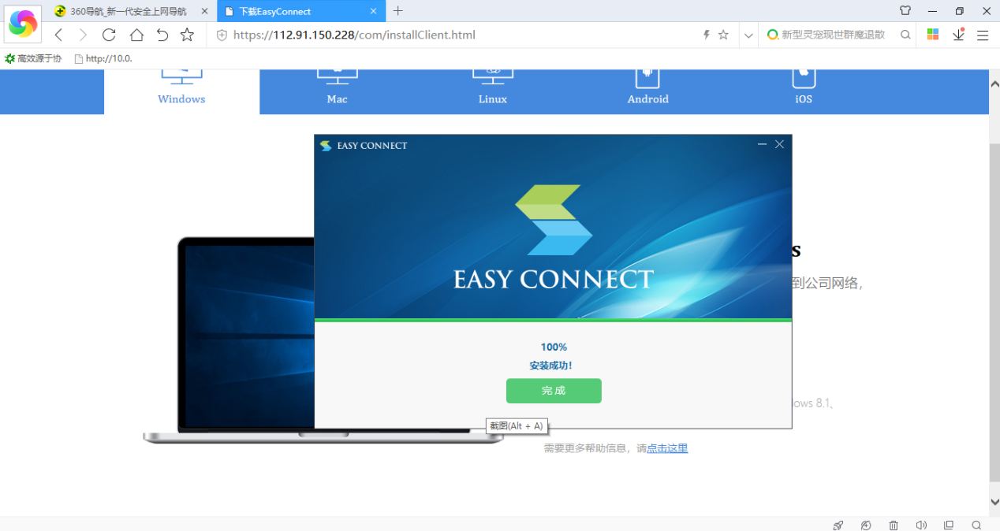 360导航_新一代安全上网导航
下载EasyConnect
https://112.91.150.228/com/installClient.html
新型灵宠现世群魔退散
高效源于协
http://10.0.
Windows
Mac
Linux
Android
iOS
EASY CONNECT
EASY CONNECT
s
到公司网络，
100%
安装成功！
完成
ows 8.1、
截图(Alt + A)
需要更多帮助信息，请点击这里